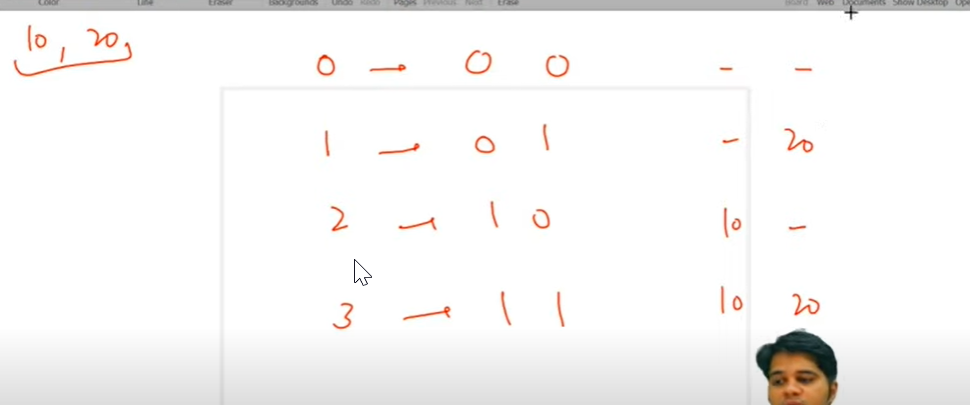 Color Line Eraser Backgrounds Undo Redo Pages Previous Next Erase Board Web Documents Show Desktop
10, 20,
0 → 0 0 - -
1 → 0 1 - 20
2 → 1 0 10 -
3 → 1 1 10 20